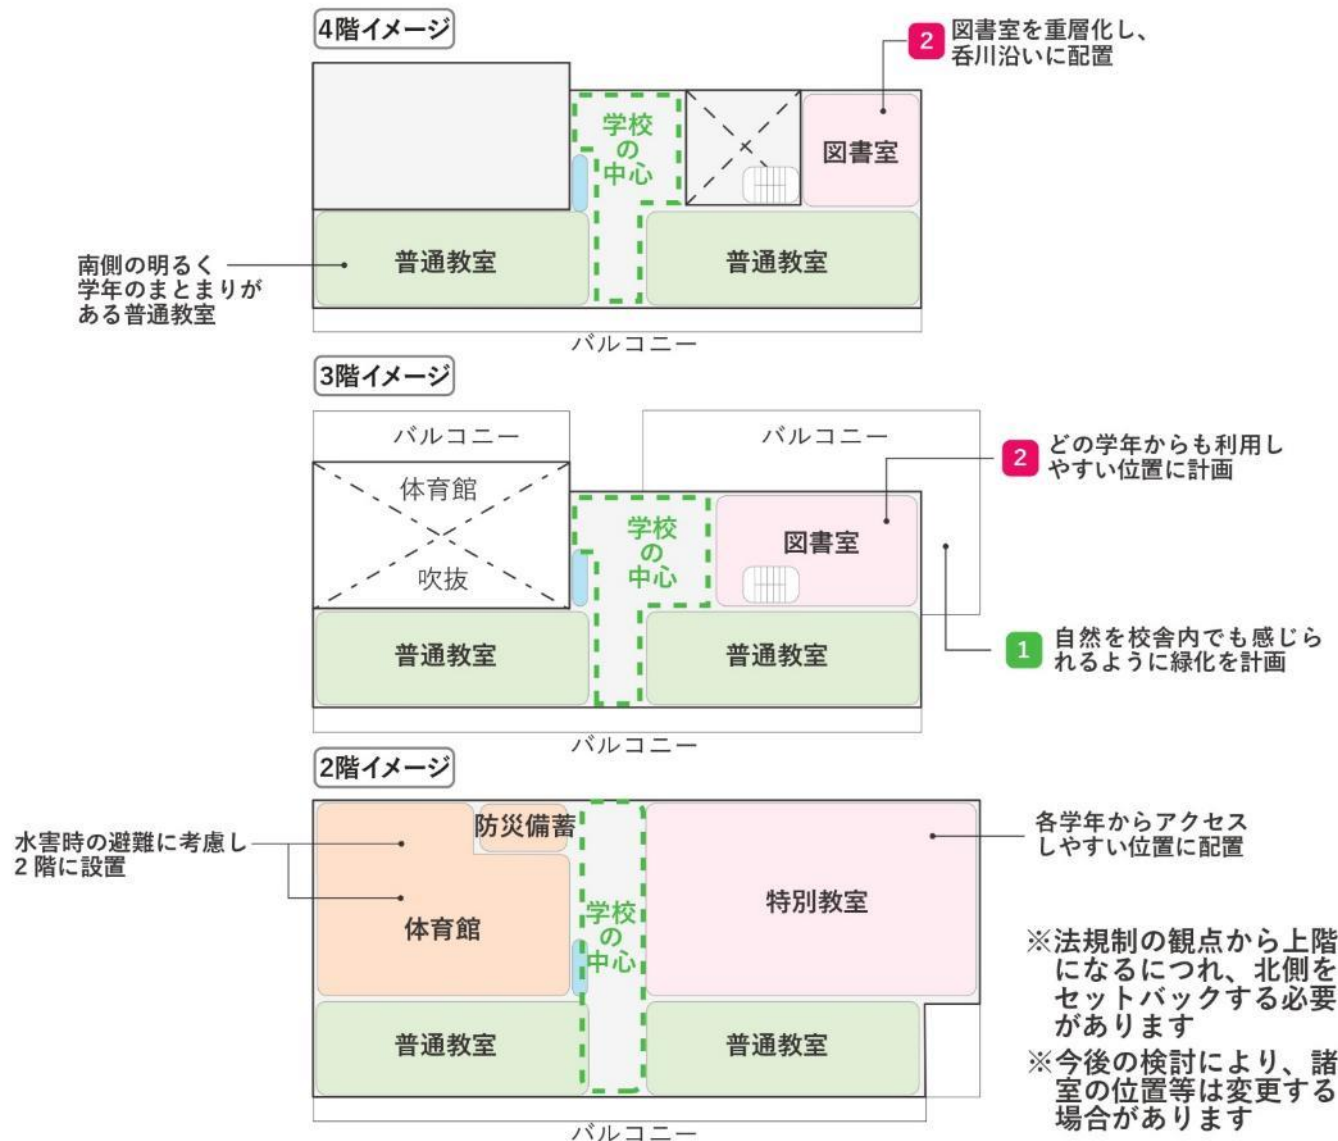 4階イメージ
2
図書室を重層化し、
呑川沿いに配置
学校
の
中心
図書室
南側の明るく
学年のまとまりが
ある普通教室
普通教室
普通教室
バルコニー
3階イメージ
バルコニー
バルコニー
2
どの学年からも利用し
やすい位置に計画
体育館
吹抜
学校
の
中心
図書室
1
自然を校舎内でも感じら
れるように緑化を計画
普通教室
普通教室
バルコニー
2階イメージ
水害時の避難に考慮し
2階に設置
防災備蓄
体育館
学校
の
中心
特別教室
各学年からアクセス
しやすい位置に配置
普通教室
普通教室
バルコニー
※法規制の観点から上階
になるにつれ、北側を
セットバックする必要
があります
※今後の検討により、諸
室の位置等は変更する
場合があります